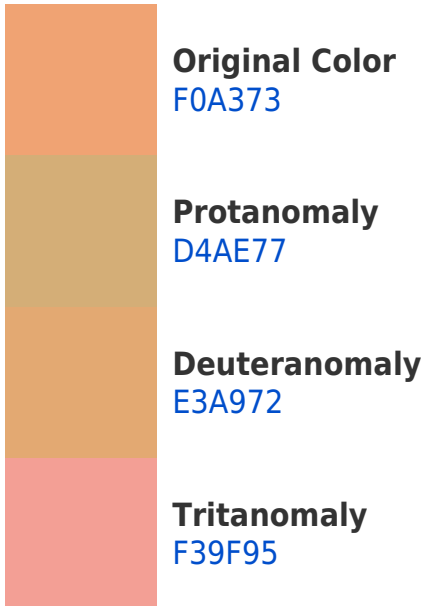 Original Color
F0A373
Protanomaly
D4AE77
Deuteranomaly
E3A972
Tritanomaly
F39F95